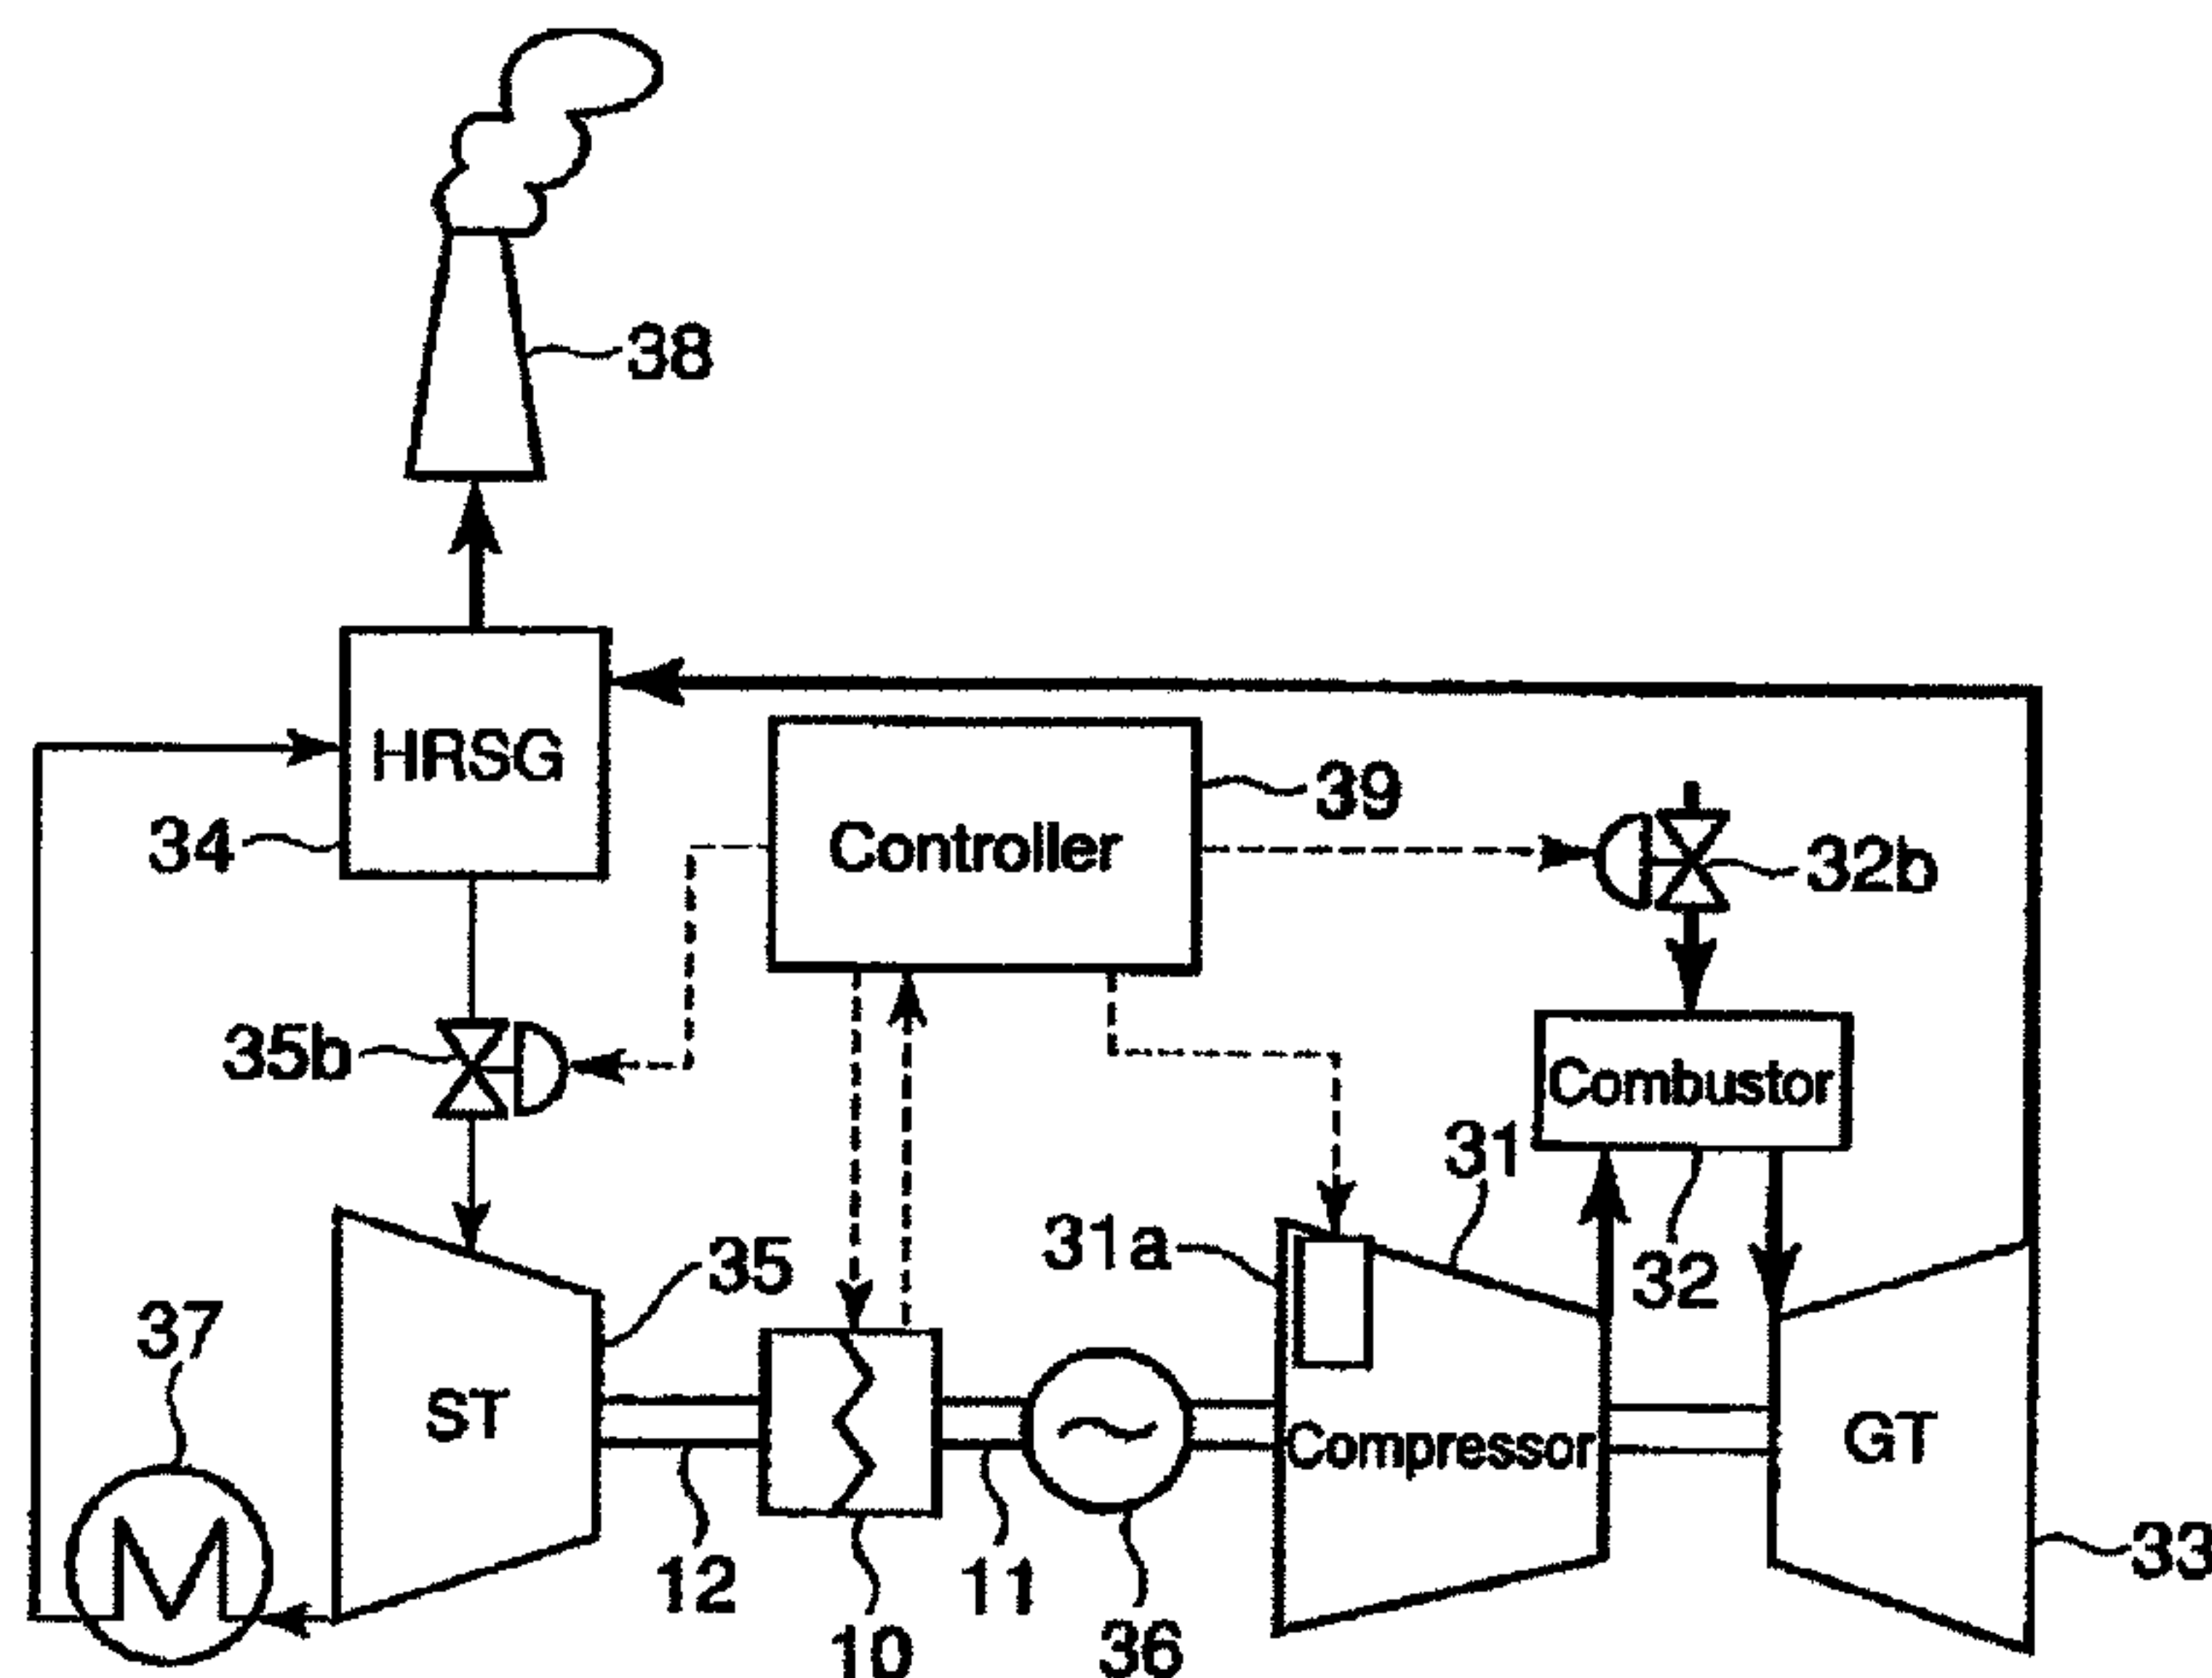 38
HRSG
34
Controller
39
32b
35b
Combustor
31
31a
32
35
37
ST
Compressor
GT
33
12
11
10
36